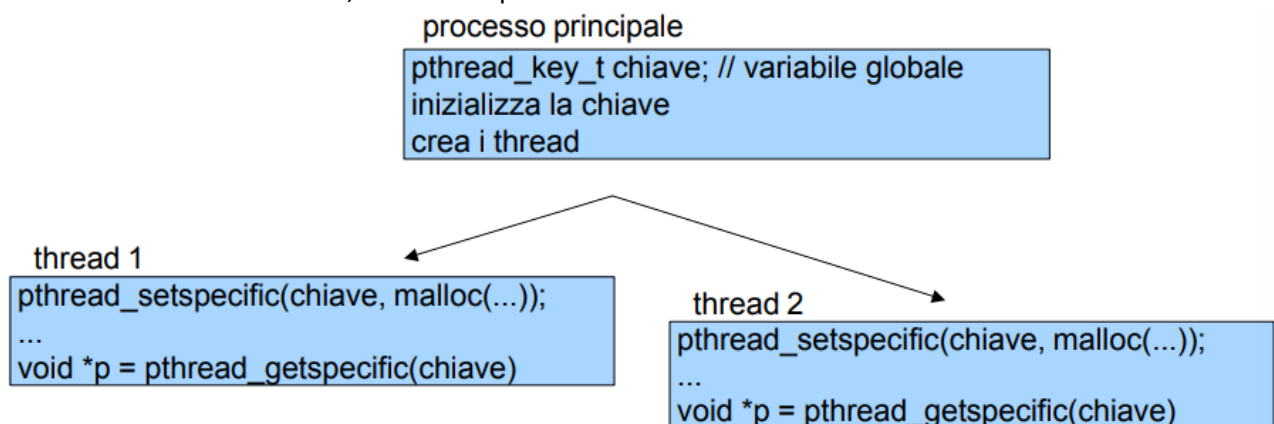 processo principale
pthread_key_t chiave; // variabile globale
inizializza la chiave
crea i thread
thread 1
pthread_setspecific(chiave, malloc(...));
...
void *p = pthread_getspecific(chiave)
thread 2
pthread_setspecific(chiave, malloc(...));
...
void *p = pthread_getspecific(chiave)